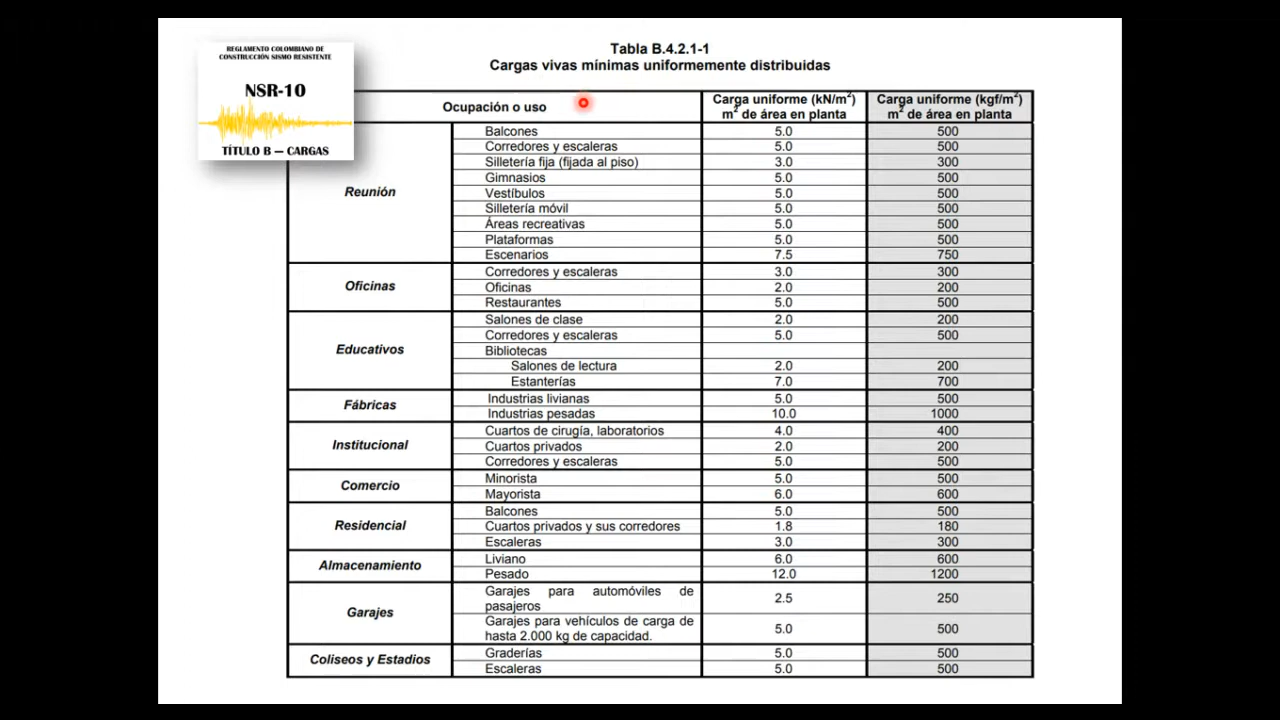 REGLAMENTO COLOMBIANO DE
CONSTRUCCIÓN SISMO RESISTENTE
NSR-10
TÍTULO B — CARGAS
Tabla B.4.2.1-1
Cargas vivas mínimas uniformemente distribuidas
Ocupación o uso Carga uniforme (kN/m²) Carga uniforme (kgf/m²)
m² de área en planta m² de área en planta
Reunión
Balcones 5.0 500
Corredores y escaleras 5.0 500
Silletería fija (fijada al piso) 3.0 300
Gimnasios 5.0 500
Vestíbulos 5.0 500
Silletería móvil 5.0 500
Áreas recreativas 5.0 500
Plataformas 5.0 500
Escenarios 7.5 750
Oficinas
Corredores y escaleras 3.0 300
Oficinas 2.0 200
Restaurantes 5.0 500
Educativos
Salones de clase 2.0 200
Corredores y escaleras 5.0 500
Bibliotecas
Salones de lectura 2.0 200
Estanterías 7.0 700
Fábricas
Industrias livianas 5.0 500
Industrias pesadas 10.0 1000
Institucional
Cuartos de cirugía, laboratorios 4.0 400
Cuartos privados 2.0 200
Corredores y escaleras 5.0 500
Comercio
Minorista 5.0 500
Mayorista 6.0 600
Residencial
Balcones 5.0 500
Cuartos privados y sus corredores 1.8 180
Escaleras 3.0 300
Almacenamiento
Liviano 6.0 600
Pesado 12.0 1200
Garajes
Garajes para automóviles de
pasajeros 2.5 250
Garajes para vehículos de carga de
hasta 2.000 kg de capacidad. 5.0 500
Coliseos y Estadios
Graderías 5.0 500
Escaleras 5.0 500